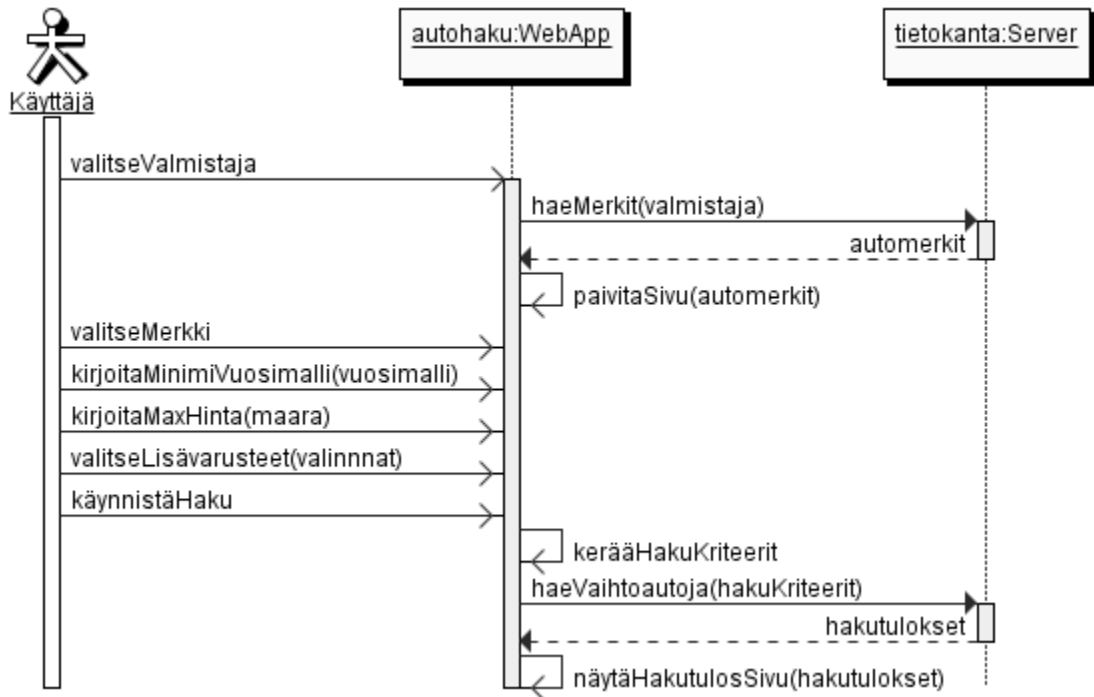 autohaku:WebApp
tietokanta:Server
Käyttäjä
valitseValmistaja
haeMerkit(valmistaja)
automerkit
paivitaSivu(automerkit)
valitseMerkki
kirjoitaMinimiVuosimalli(vuosimalli)
kirjoitaMaxHinta(maara)
valitseLisävarusteet(valinnnat)
käynnistäHaku
kerääHakuKriteerit
haeVaihtoautoja(hakuKriteerit)
hakutulokset
näytäHakutulosSivu(hakutulokset)